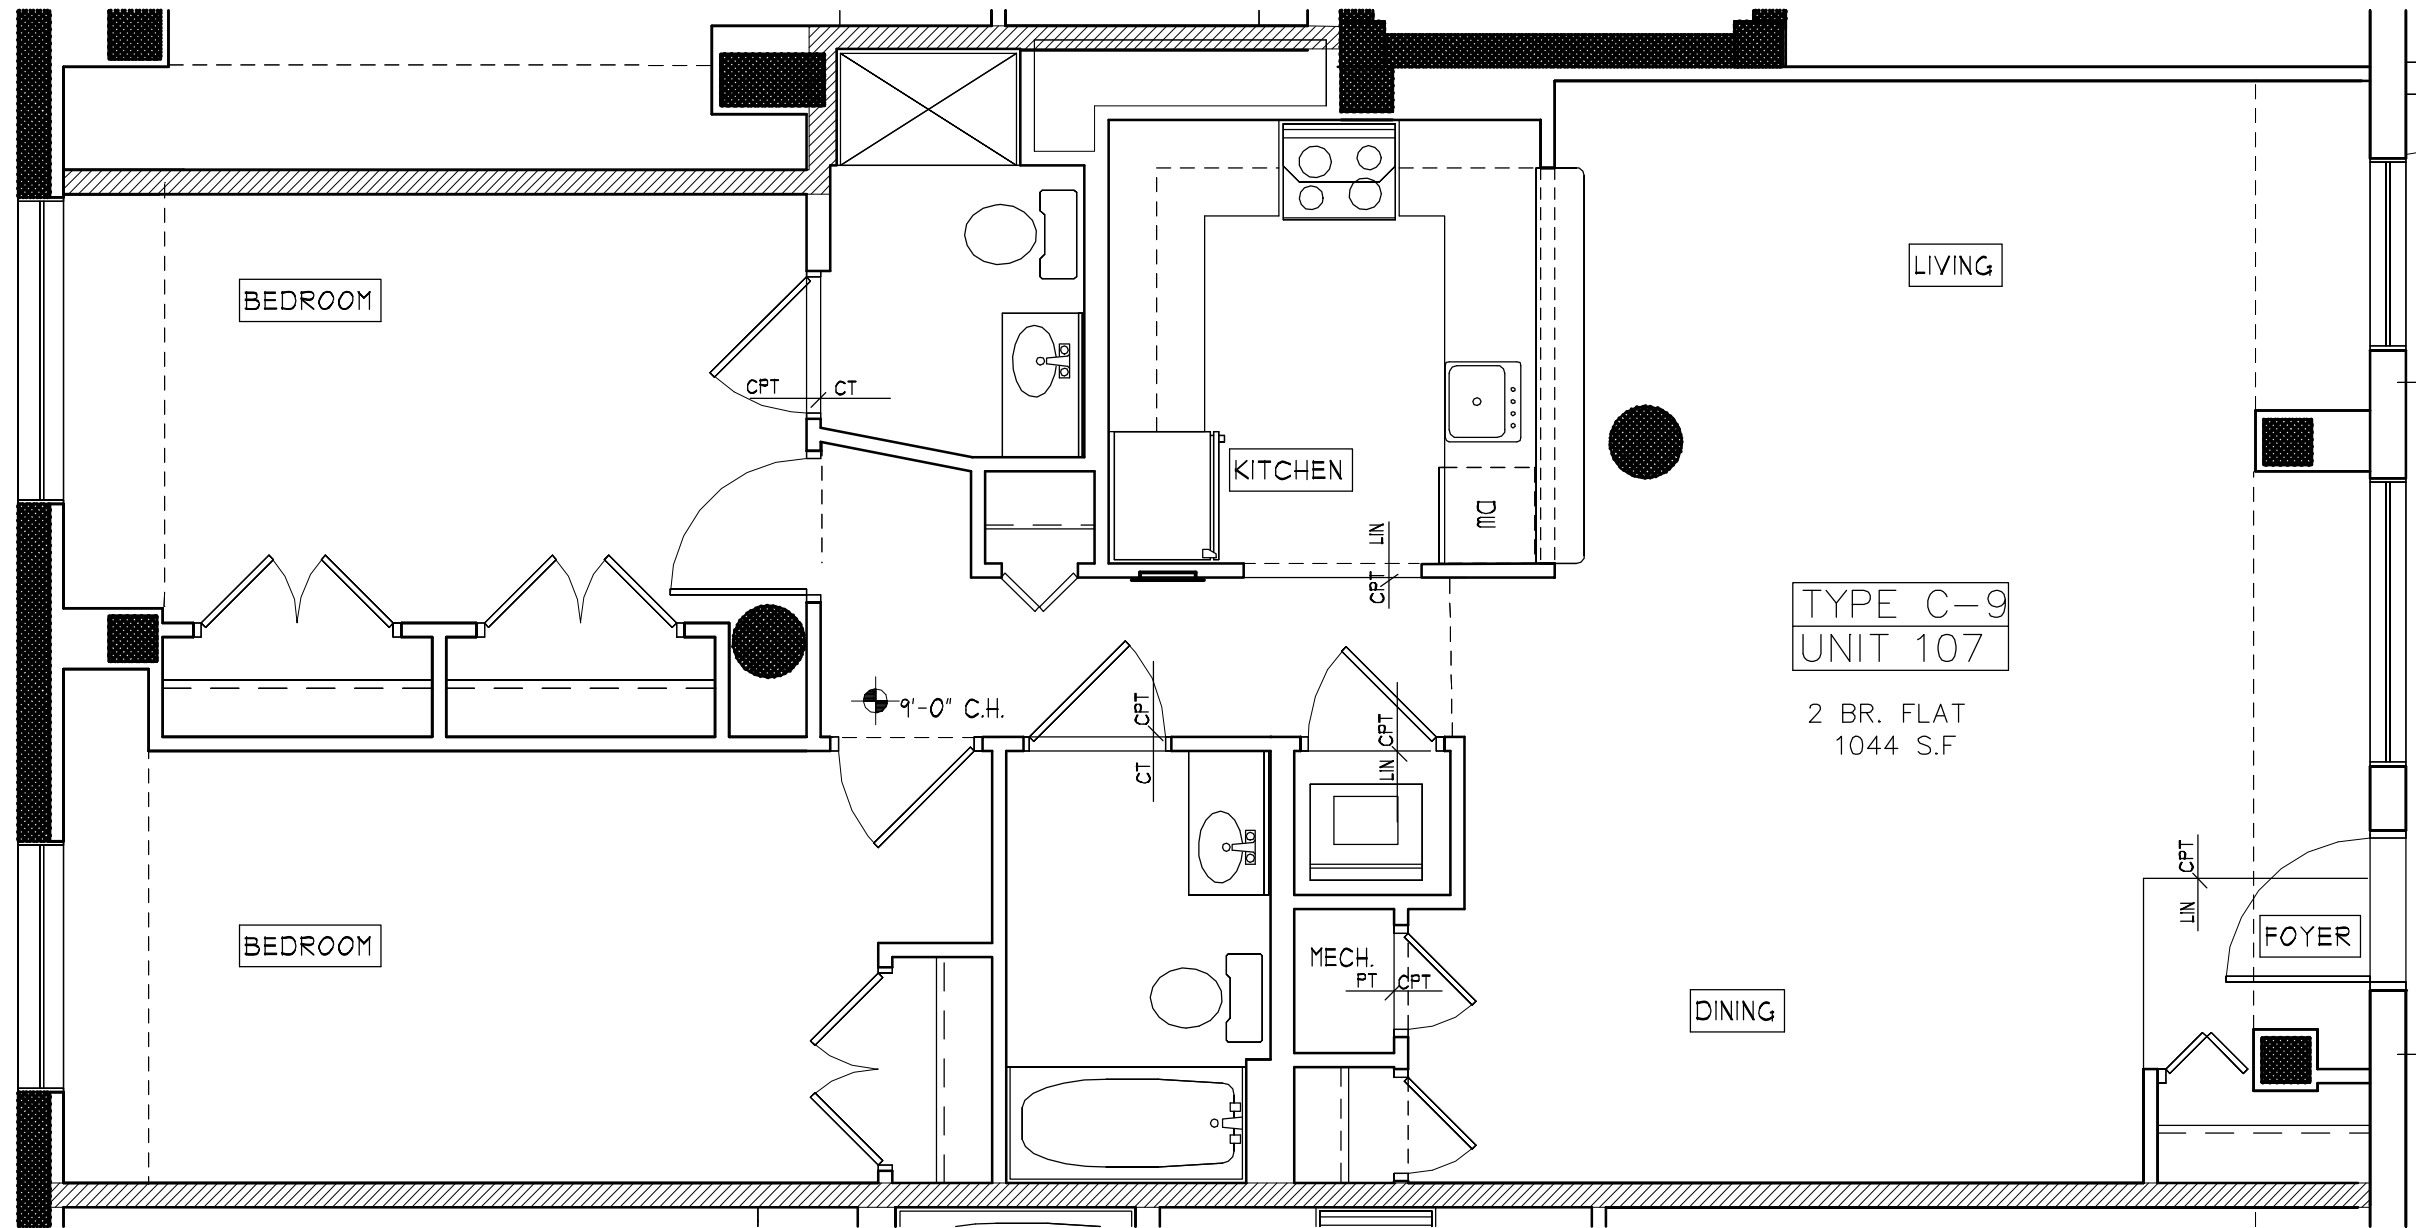 LIVING
BEDROOM
CPT
CT
KITCHEN
LIN
CPT
DW
TYPE C-9
UNIT 107
2 BR. FLAT
1044 S.F
9'-0" C.H.
CPT
CT
CPT
LIN
CPT
LIN
FOYER
BEDROOM
MECH.
PT
CPT
DINING